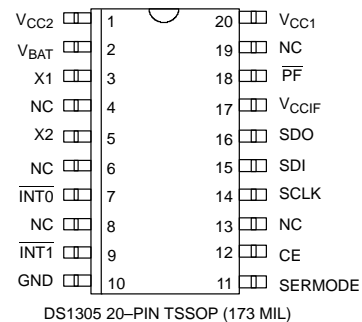 VCC2 1 20 VCC1
VBAT 2 19 NC
X1 3 18 PF
NC 4 17 VCCIF
X2 5 16 SDO
NC 6 15 SDI
INT0 7 14 SCLK
NC 8 13 NC
INT1 9 12 CE
GND 10 11 SERMODE
DS1305 20–PIN TSSOP (173 MIL)